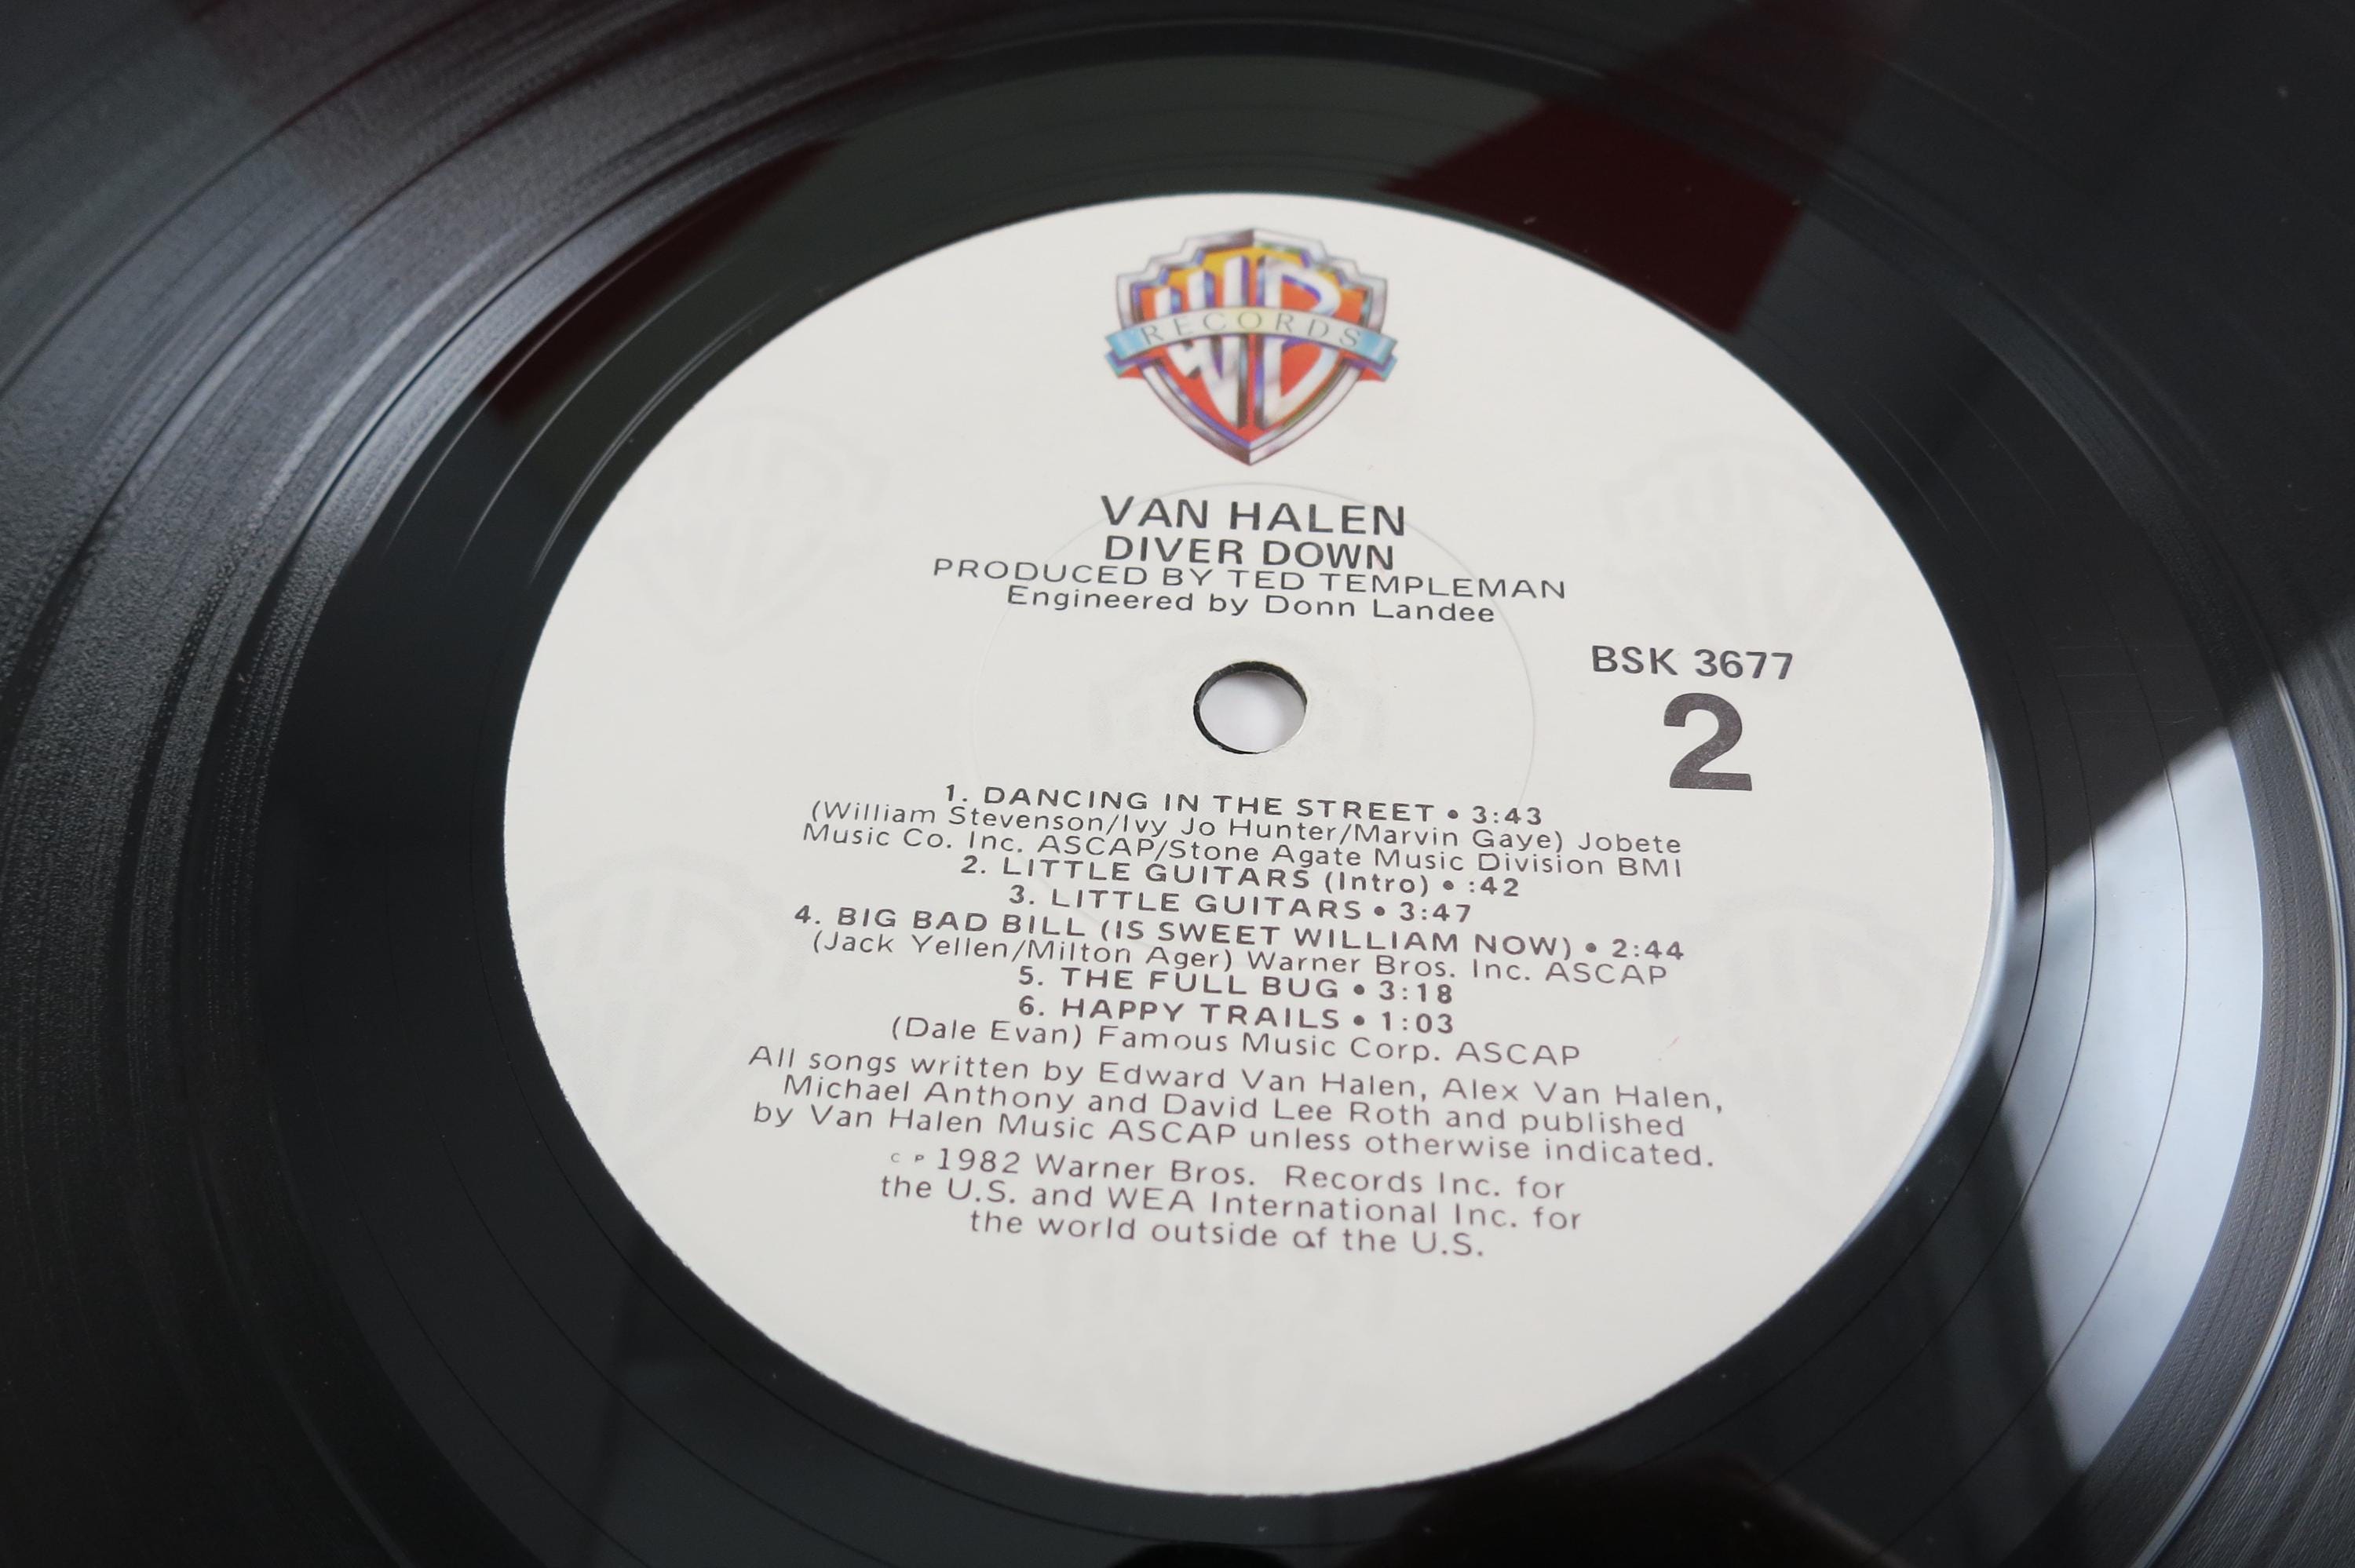 WB
RECORDS
VAN HALEN
DIVER DOWN
PRODUCED BY TED TEMPLEMAN
Engineered by Donn Landee
BSK 3677
2
1. DANCING IN THE STREET • 3:43
(William Stevenson/Ivy Jo Hunter/Marvin Gaye) Jobete
Music Co. Inc. ASCAP/Stone Agate Music Division BMI
2. LITTLE GUITARS (Intro) • :42
3. LITTLE GUITARS • 3:47
4. BIG BAD BILL (IS SWEET WILLIAM NOW) • 2:44
(Jack Yellen/Milton Ager) Warner Bros. Inc. ASCAP
5. THE FULL BUG • 3:18
6. HAPPY TRAILS • 1:03
(Dale Evan) Famous Music Corp. ASCAP
All songs written by Edward Van Halen, Alex Van Halen,
Michael Anthony and David Lee Roth and published
by Van Halen Music ASCAP unless otherwise indicated.
C P 1982 Warner Bros. Records Inc. for
the U.S. and WEA International Inc. for
the world outside of the U.S.